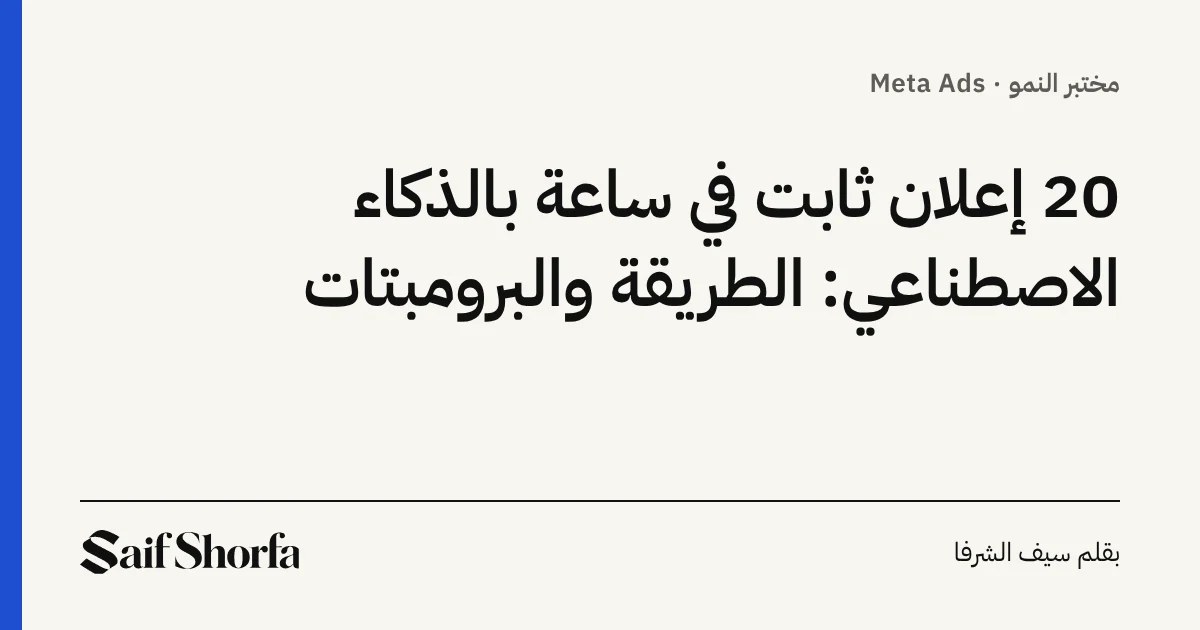 مختبر النمو · Meta Ads
20 إعلان ثابت في ساعة بالذكاء
الاصطناعي: الطريقة والبرومبتات
بقلم سيف الشرفا
Saif Shorfa